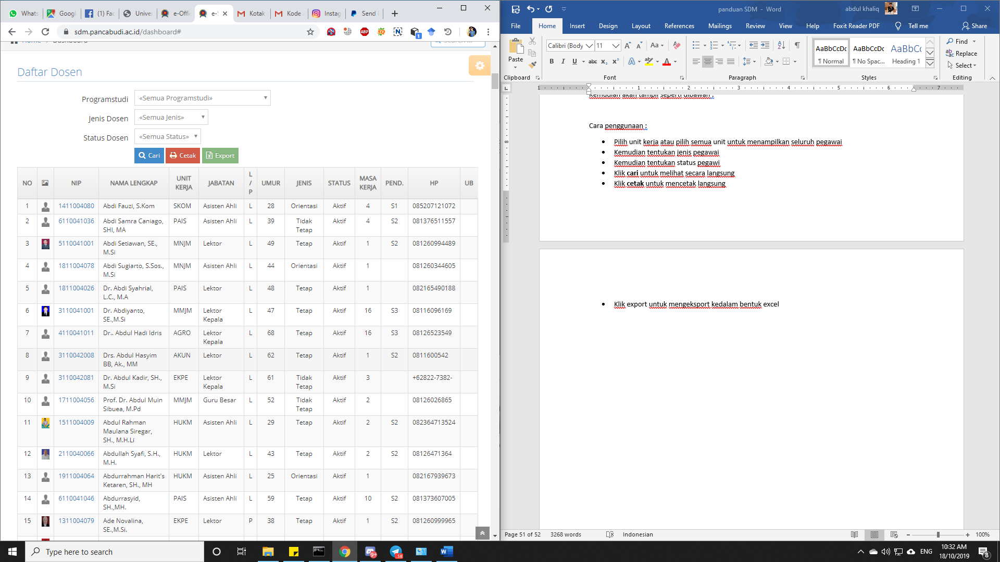 Whats
Googl
(1) Fac
Univer
e-Offi
e-S
Kotak
Kode
Instag
Send
sdm.pancabudi.ac.id/dashboard#
Home
Dashboard
Search ...
Daftar Dosen
Programstudi «Semua Programstudi»
Jenis Dosen «Semua Jenis»
Status Dosen «Semua Status»
Cari Cetak Export
NO NIP NAMA LENGKAP UNIT KERJA JABATAN L / P UMUR JENIS STATUS MASA KERJA PEND. HP UB
1 1411004080 Abdi Fauzi, S.Kom SKOM Asisten Ahli L 28 Orientasi Aktif 4 S1 085207121072
2 6110041036 Abdi Samra Caniago, SHI, MA PAIS Asisten Ahli L 39 Tidak Tetap Aktif 4 S2 081376511557
3 5110041001 Abdi Setiawan, SE., M.Si MNJM Lektor L 49 Tetap Aktif 1 S2 081260994489
4 1811004078 Abdi Sugiarto, S.Sos., M.Si MNJM Asisten Ahli L 44 Orientasi Aktif 1 081260344605
5 1811004026 Dr. Abdi Syahrial, L.C., M.A PAIS Lektor L 48 Tetap Aktif 1 082165490188
6 3110041001 Dr. Abdiyanto, SE.,M.Si MMJM Lektor Kepala L 47 Tetap Aktif 16 S3 08116096169
7 4110041011 Dr.. Abdul Hadi Idris AGRO Lektor Kepala L 68 Tetap Aktif 16 S3 08126523549
8 3110042008 Drs. Abdul Hasyim BB, Ak., MM AKUN Lektor L 62 Tetap Aktif 1 S2 0811600542
9 3110042081 Dr. Abdul Kadir, SH., M.Si EKPE Lektor Kepala L 61 Tidak Tetap Aktif 3 +62822-7382-
10 1711004056 Prof. Dr. Abdul Muin Sibuea, M.Pd MMJM Guru Besar L 52 Tidak Tetap Aktif 2 08126026865
11 1511004009 Abdul Rahman Maulana Siregar, SH., M.H.Li HUKM Asisten Ahli L 29 Tetap Aktif 2 S2 082364713524
12 2110040066 Abdullah Syafi, S.H., M.H. HUKM Lektor L 43 Tetap Aktif 2 S2 08126471364
13 1911004064 Abdurrahman Harit's Ketaren, SH., MH HUKM Asisten Ahli L 25 Orientasi Aktif 1 082167939673
14 6110041046 Abdurrasyid, SH.,MH. PAIS Asisten Ahli L 59 Tetap Aktif 10 S2 081373607005
15 1311004079 Ade Novalina, SE.,M.Si. EKPE Lektor P 38 Tetap Aktif 1 S2 081260999965
panduan SDM - Word
abdul khaliq
File Home Insert Design Layout References Mailings Review View Help Foxit Reader PDF Tell me Share
Paste
Clipboard
Calibri (Body 11
Font
Paragraph
AaBbCcDc AaBbCcDc AaBbCc
¶ Normal ¶ No Spac... Heading 1
Styles
Find
Replace
Select
Editing
Kemudian akan tampil seperti dibawah :
Cara penggunaan :
• Pilih unit kerja atau pilih semua unit untuk menampilkan seluruh pegawai
• Kemudian tentukan jenis pegawai
• Kemudian tentukan status pegawi
• Klik cari untuk melihat secara langsung
• Klik cetak untuk mencetak langsung
• Klik export untuk mengeksport kedalam bentuk excel
Page 51 of 52 3268 words Indonesian 100%
Type here to search
ENG
10:32 AM
18/10/2019